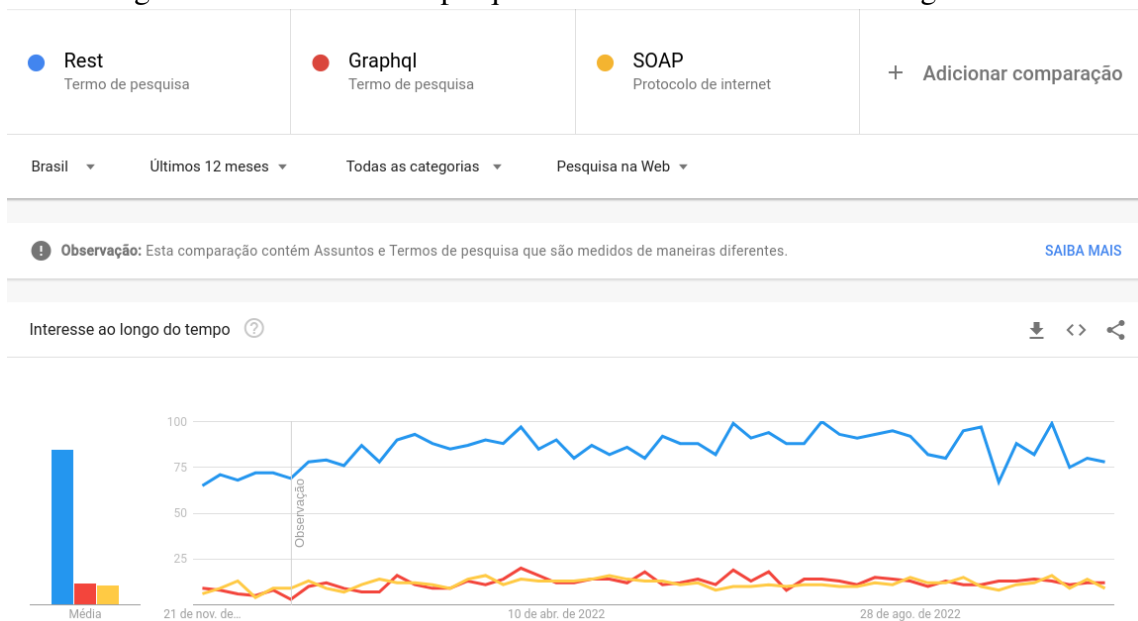 Rest
Termo de pesquisa
Graphql
Termo de pesquisa
SOAP
Protocolo de internet
+ Adicionar comparação
Brasil
Últimos 12 meses
Todas as categorias
Pesquisa na Web
Observação: Esta comparação contém Assuntos e Termos de pesquisa que são medidos de maneiras diferentes.
SAIBA MAIS
Interesse ao longo do tempo
100
75
50
25
Observação
Média
21 de nov. de…
10 de abr. de 2022
28 de ago. de 2022